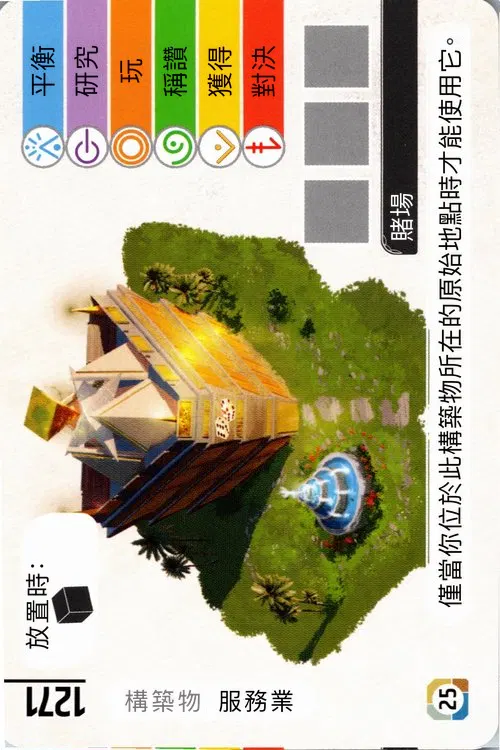 平衡
研究
玩
稱讚
獲得
對決
放置時:
賭場
僅當你位於此構築物所在的原始地點時才能使用它。
1271
構築物 服務業
25